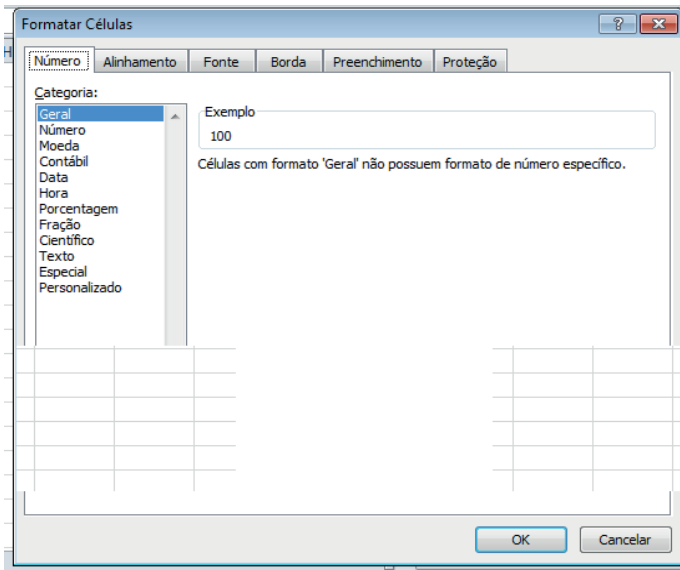 Formatar Células
H
Número Alinhamento Fonte Borda Preenchimento Proteção
Categoria:
Geral
Número
Moeda
Contábil
Data
Hora
Porcentagem
Fração
Científico
Texto
Especial
Personalizado
Exemplo
100
Células com formato 'Geral' não possuem formato de número específico.
OK Cancelar